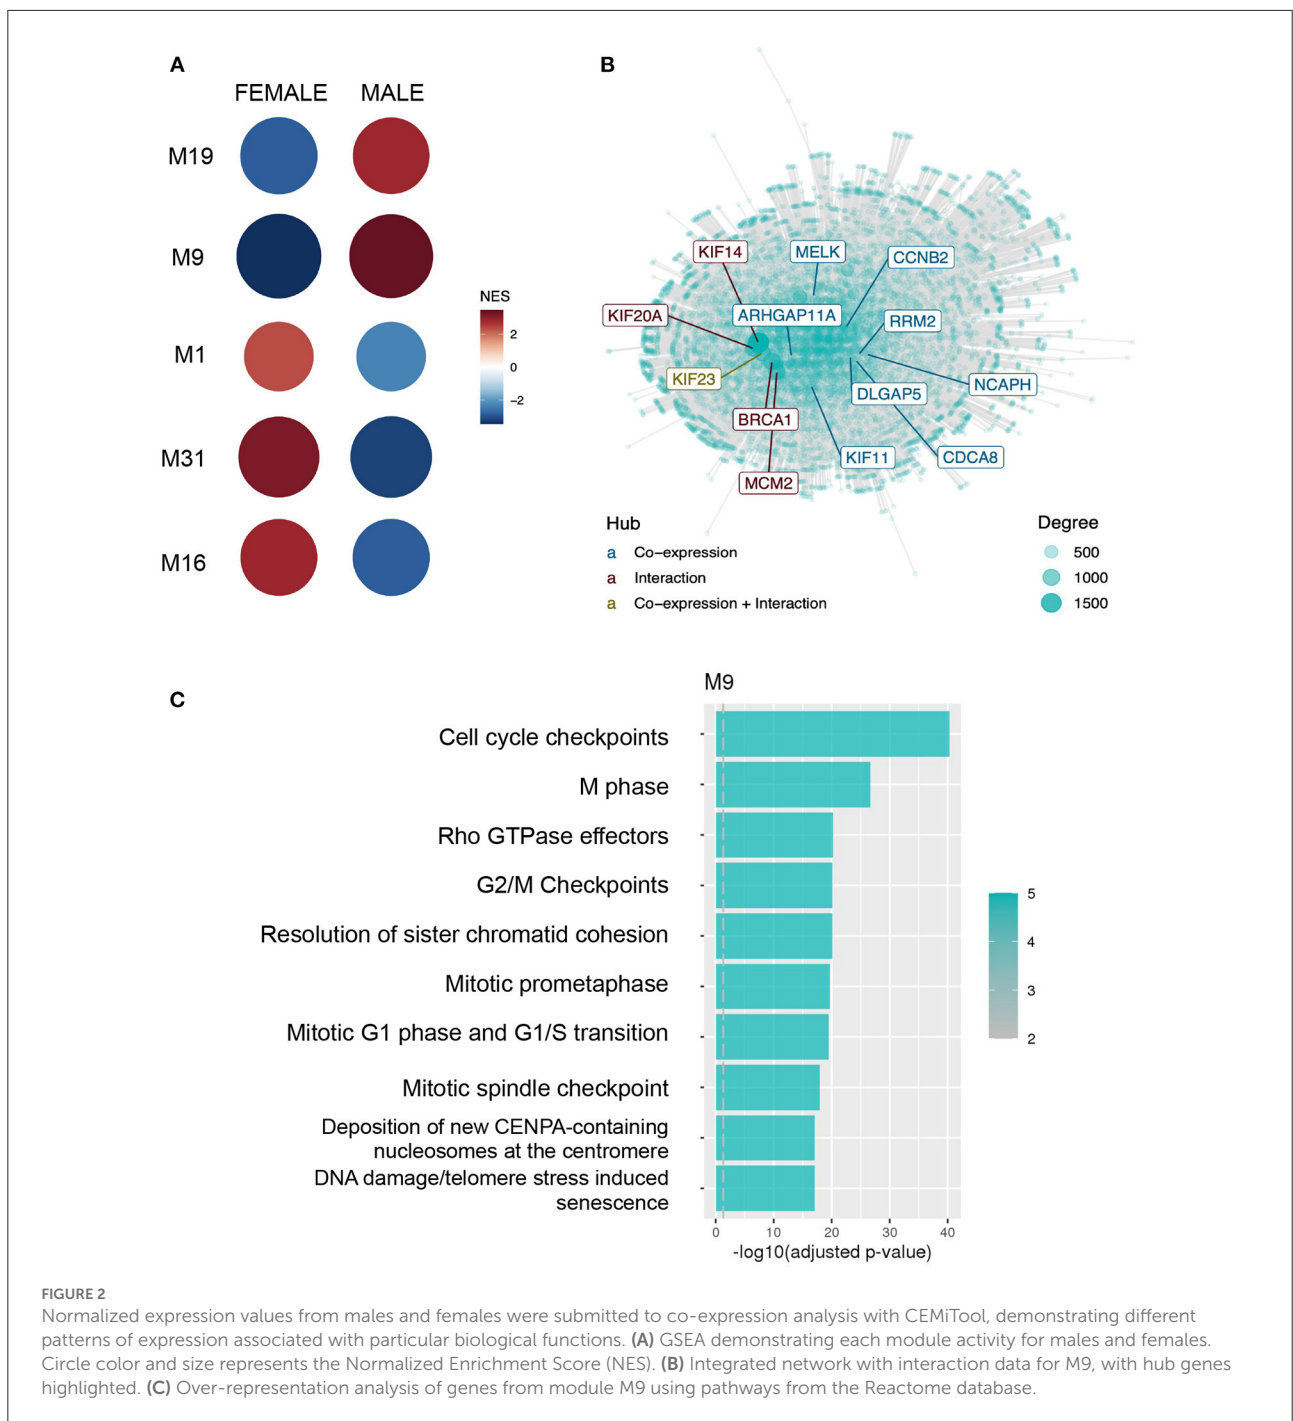 A
FEMALE MALE
M19
M9
M1
M31
M16
NES
2
0
−2
B
KIF14
MELK
CCNB2
KIF20A
ARHGAP11A
RRM2
KIF23
DLGAP5
NCAPH
BRCA1
KIF11
CDCA8
MCM2
Hub
a Co−expression
a Interaction
a Co−expression + Interaction
Degree
500
1000
1500
C
M9
Cell cycle checkpoints
M phase
Rho GTPase effectors
G2/M Checkpoints
Resolution of sister chromatid cohesion
Mitotic prometaphase
Mitotic G1 phase and G1/S transition
Mitotic spindle checkpoint
Deposition of new CENPA-containing
nucleosomes at the centromere
DNA damage/telomere stress induced
senescence
0 10 20 30 40
-log10(adjusted p-value)
5
4
3
2
FIGURE 2
Normalized expression values from males and females were submitted to co-expression analysis with CEMiTool, demonstrating different
patterns of expression associated with particular biological functions. (A) GSEA demonstrating each module activity for males and females.
Circle color and size represents the Normalized Enrichment Score (NES). (B) Integrated network with interaction data for M9, with hub genes
highlighted. (C) Over-representation analysis of genes from module M9 using pathways from the Reactome database.